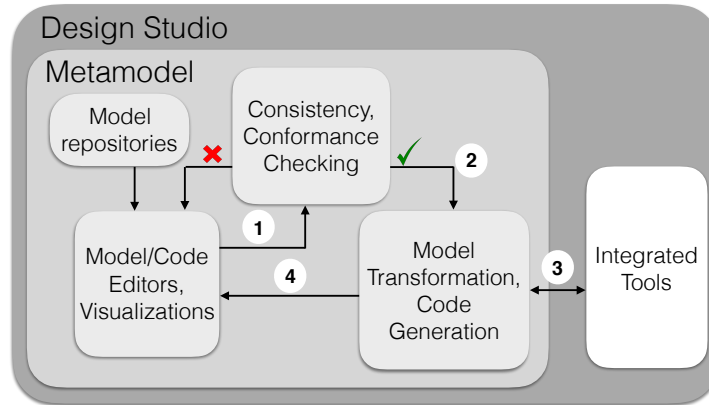 Design Studio
Metamodel
Model
repositories
Consistency,
Conformance
Checking
2
1
Model/Code
Editors,
Visualizations
4
Model
Transformation,
Code
Generation
3
Integrated
Tools